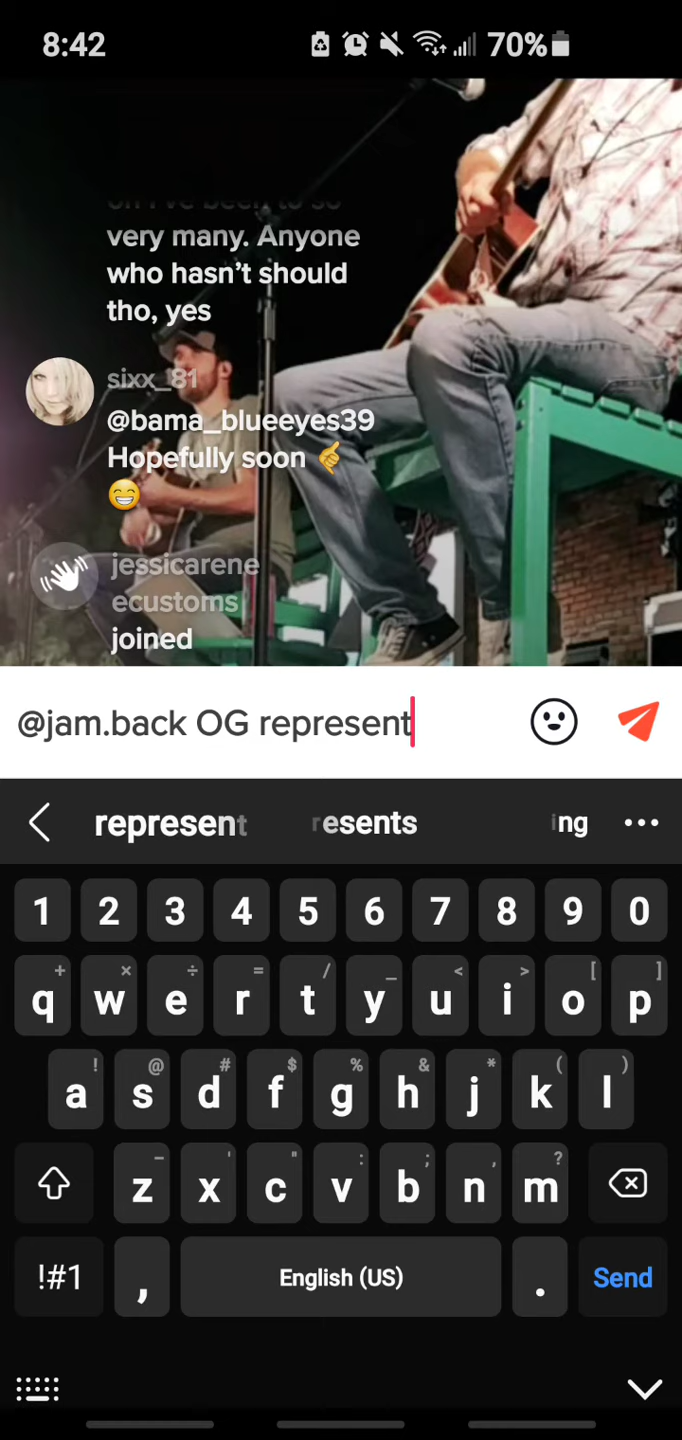 8:42
70%
very many. Anyone
who hasn't should
tho, yes
sixx_81
@bama_blueeyes39
Hopefully soon 🤙
😁
jessicarene
ecustoms
joined
@jam.back OG represent
represent resents ing
1 2 3 4 5 6 7 8 9 0
+ × ÷ = / _ < > [ ]
q w e r t y u i o p
! @ # $ % & * ( )
a s d f g h j k l
- ' " : ; , ?
z x c v b n m
!#1 , English (US) . Send